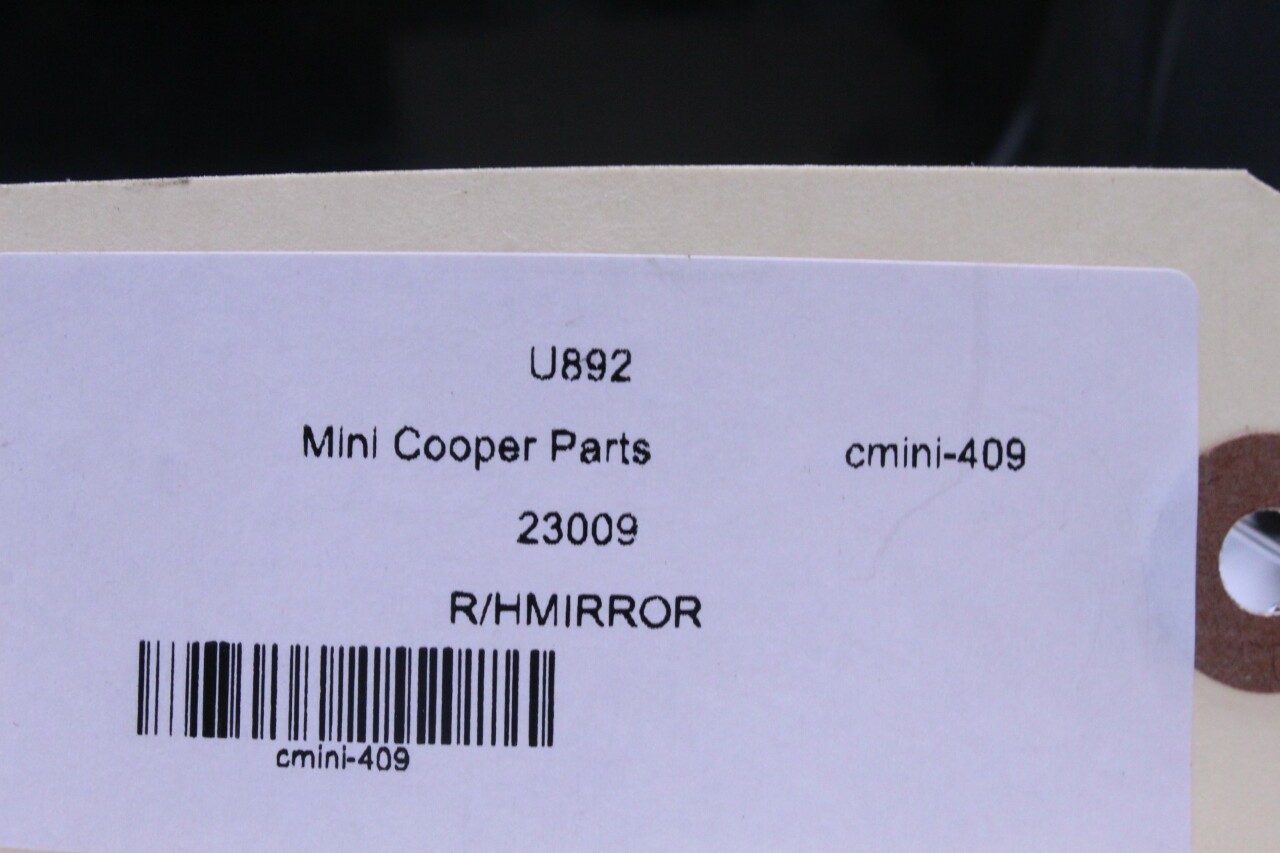 U892
Mini Cooper Parts cmini-409
23009
R/HMIRROR
cmini-409